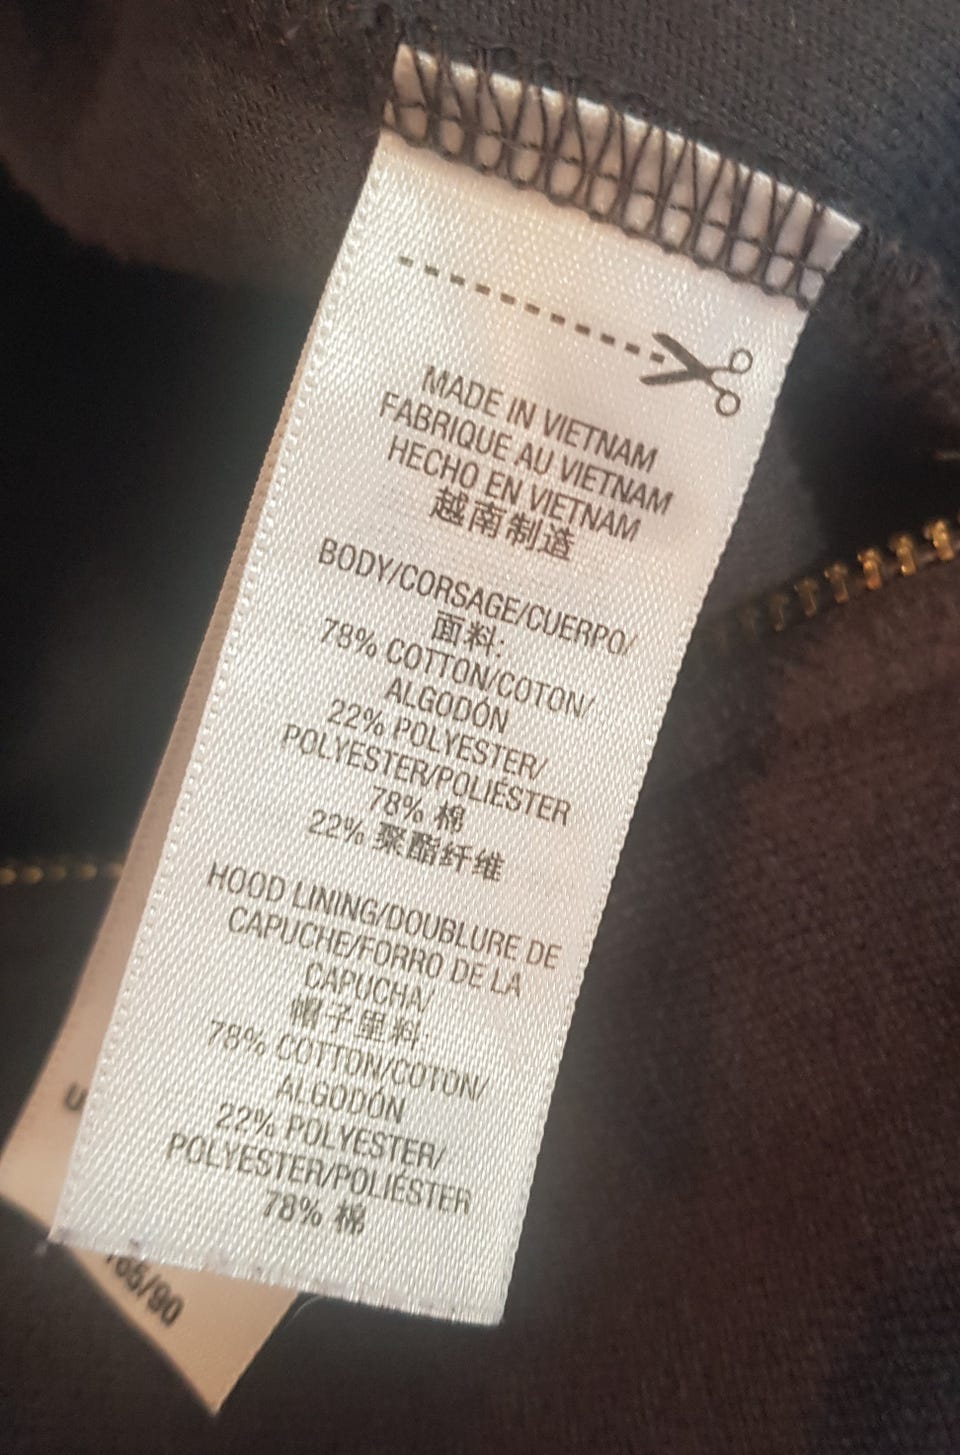 MADE IN VIETNAM
FABRIQUE AU VIETNAM
HECHO EN VIETNAM
越南制造
BODY/CORSAGE/CUERPO/
面料:
78% COTTON/COTON/
ALGODÓN
22% POLYESTER/
POLYESTER/POLIÉSTER
78% 棉
22% 聚酯纤维
HOOD LINING/DOUBLURE DE
CAPUCHE/FORRO DE LA
CAPUCHA/
帽子里料:
78% COTTON/COTON/
ALGODÓN
22% POLYESTER/
POLYESTER/POLIÉSTER
78% 棉
165/90